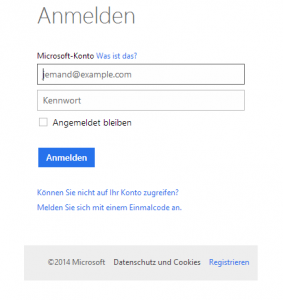 Anmelden
Microsoft-Konto Was ist das?
jemand@example.com
Kennwort
Angemeldet bleiben
Anmelden
Können Sie nicht auf Ihr Konto zugreifen?
Melden Sie sich mit einem Einmalcode an.
©2014 Microsoft Datenschutz und Cookies Registrieren